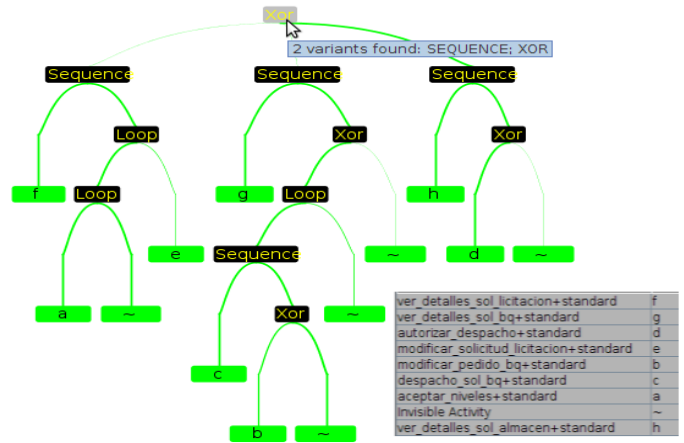 Xor
2 variants found: SEQUENCE; XOR
Sequence Sequence Sequence
Loop Xor Xor
f Loop g Loop h
e Sequence ~ d ~
a ~ Xor ~
ver_detalles_sol_licitacion+standard f
ver_detalles_sol_bq+standard g
autorizar_despacho+standard d
modificar_solicitud_licitacion+standard e
modificar_pedido_bq+standard b
despacho_sol_bq+standard c
aceptar_niveles+standard a
Invisible Activity ~
ver_detalles_sol_almacen+standard h
c
b ~